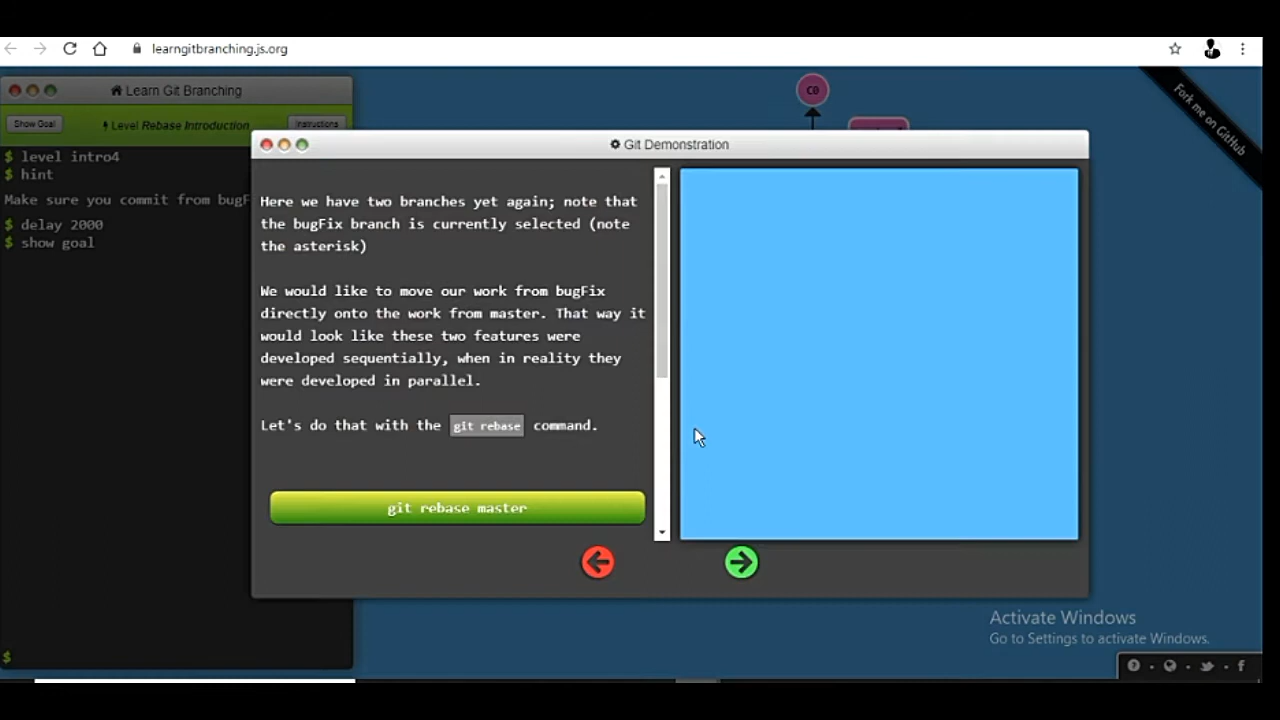 learngitbranching.js.org
Learn Git Branching
C0
Fork me on GitHub
Show Goal
Level Rebase Introduction
Instructions
$ level intro4
$ hint
Make sure you commit from bugF
$ delay 2000
$ show goal
$
Git Demonstration
Here we have two branches yet again; note that
the bugFix branch is currently selected (note
the asterisk)
We would like to move our work from bugFix
directly onto the work from master. That way it
would look like these two features were
developed sequentially, when in reality they
were developed in parallel.
Let's do that with the git rebase command.
git rebase master
Activate Windows
Go to Settings to activate Windows.